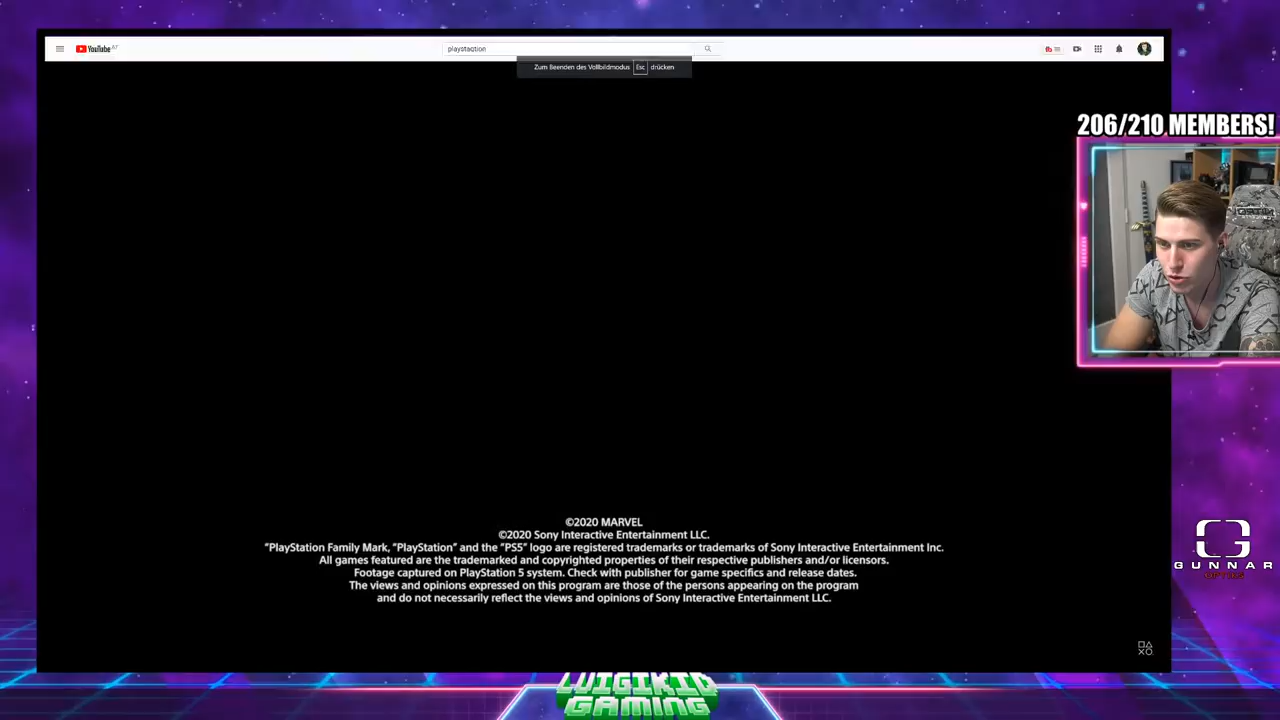 YouTube AT
playstaqtion
Zum Beenden des Vollbildmodus Esc drücken
206/210 MEMBERS!
©2020 MARVEL
©2020 Sony Interactive Entertainment LLC.
"PlayStation Family Mark, "PlayStation" and the "PS5" logo are registered trademarks or trademarks of Sony Interactive Entertainment Inc.
All games featured are the trademarked and copyrighted properties of their respective publishers and/or licensors.
Footage captured on PlayStation 5 system. Check with publisher for game specifics and release dates.
The views and opinions expressed on this program are those of the persons appearing on the program
and do not necessarily reflect the views and opinions of Sony Interactive Entertainment LLC.
GUNNAR
OPTIKS
LUIGIKID
GAMING